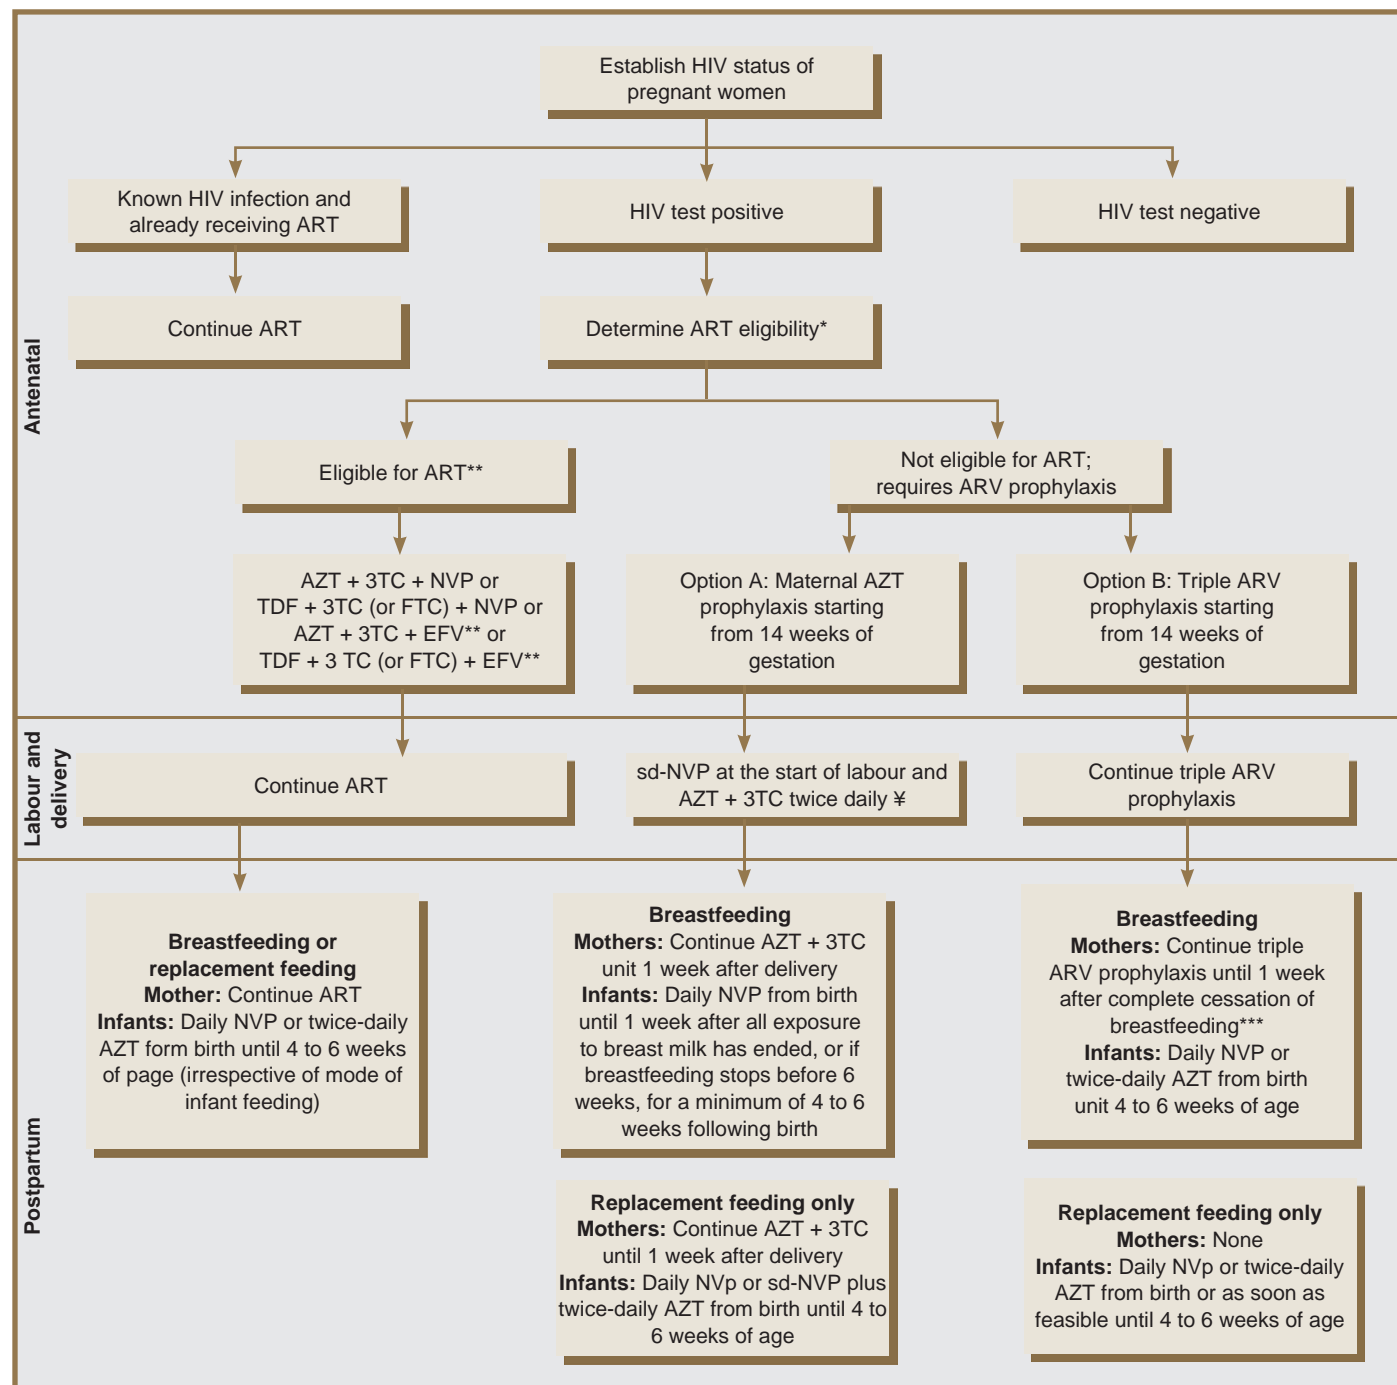 Antenatal
Establish HIV status of
pregnant women
Known HIV infection and
already receiving ART
HIV test positive
HIV test negative
Continue ART
Determine ART eligibility*
Eligible for ART**
Not eligible for ART;
requires ARV prophylaxis
AZT + 3TC + NVP or
TDF + 3TC (or FTC) + NVP or
AZT + 3TC + EFV** or
TDF + 3 TC (or FTC) + EFV**
Option A: Maternal AZT
prophylaxis starting
from 14 weeks of
gestation
Option B: Triple ARV
prophylaxis starting
from 14 weeks of
gestation
Labour and
delivery
Continue ART
sd-NVP at the start of labour and
AZT + 3TC twice daily ¥
Continue triple ARV
prophylaxis
Postpartum
Breastfeeding or
replacement feeding
Mother: Continue ART
Infants: Daily NVP or twice-daily
AZT form birth until 4 to 6 weeks
of page (irrespective of mode of
infant feeding)
Breastfeeding
Mothers: Continue AZT + 3TC
unit 1 week after delivery
Infants: Daily NVP from birth
until 1 week after all exposure
to breast milk has ended, or if
breastfeeding stops before 6
weeks, for a minimum of 4 to 6
weeks following birth
Breastfeeding
Mothers: Continue triple
ARV prophylaxis until 1 week
after complete cessation of
breastfeeding***
Infants: Daily NVP or
twice-daily AZT from birth
unit 4 to 6 weeks of age
Replacement feeding only
Mothers: Continue AZT + 3TC
until 1 week after delivery
Infants: Daily NVp or sd-NVP plus
twice-daily AZT from birth until 4 to
6 weeks of age
Replacement feeding only
Mothers: None
Infants: Daily NVp or twice-daily
AZT from birth or as soon as
feasible until 4 to 6 weeks of age